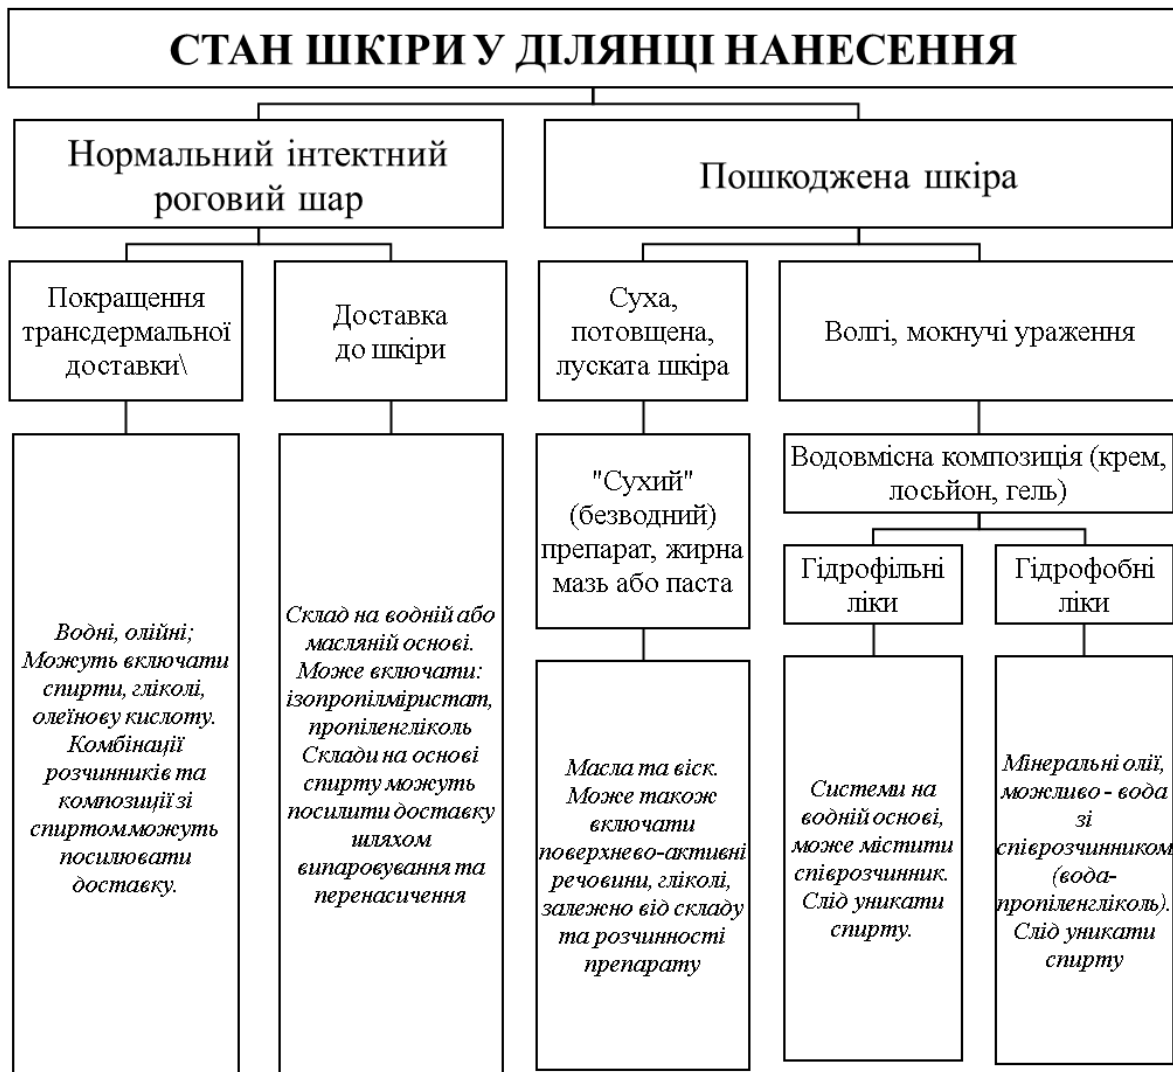 СТАН ШКІРИ У ДІЛЯНЦІ НАНЕСЕННЯ
Нормальний інтектний
роговий шар
Пошкоджена шкіра
Покращення
трансдермальної
доставки\
Доставка
до шкіри
Суха,
потовщена,
луската шкіра
Волгі, мокнучі ураження
Водні, олійні;
Можуть включати
спирти, гліколі,
олеїнову кислоту.
Комбінації
розчинників та
композиції зі
спиртом можуть
посилювати
доставку.
Склад на водній або
масляній основі.
Може включати:
ізопропілміристат,
пропіленгліколь
Склади на основі
спирту можуть
посилити доставку
шляхом
випаровування та
перенасичення
"Сухий"
(безводний)
препарат, жирна
мазь або паста
Масла та віск.
Може також
включати
поверхнево-активні
речовини, гліколі,
залежно від складу
та розчинності
препарату
Водовмісна композиція (крем,
лосьйон, гель)
Гідрофільні
ліки
Гідрофобні
ліки
Системи на
водній основі,
може містити
співрозчинник.
Слід уникати
спирту.
Мінеральні олії,
можливо - вода
зі
співрозчинником
(вода-
пропіленгліколь).
Слід уникати
спирту